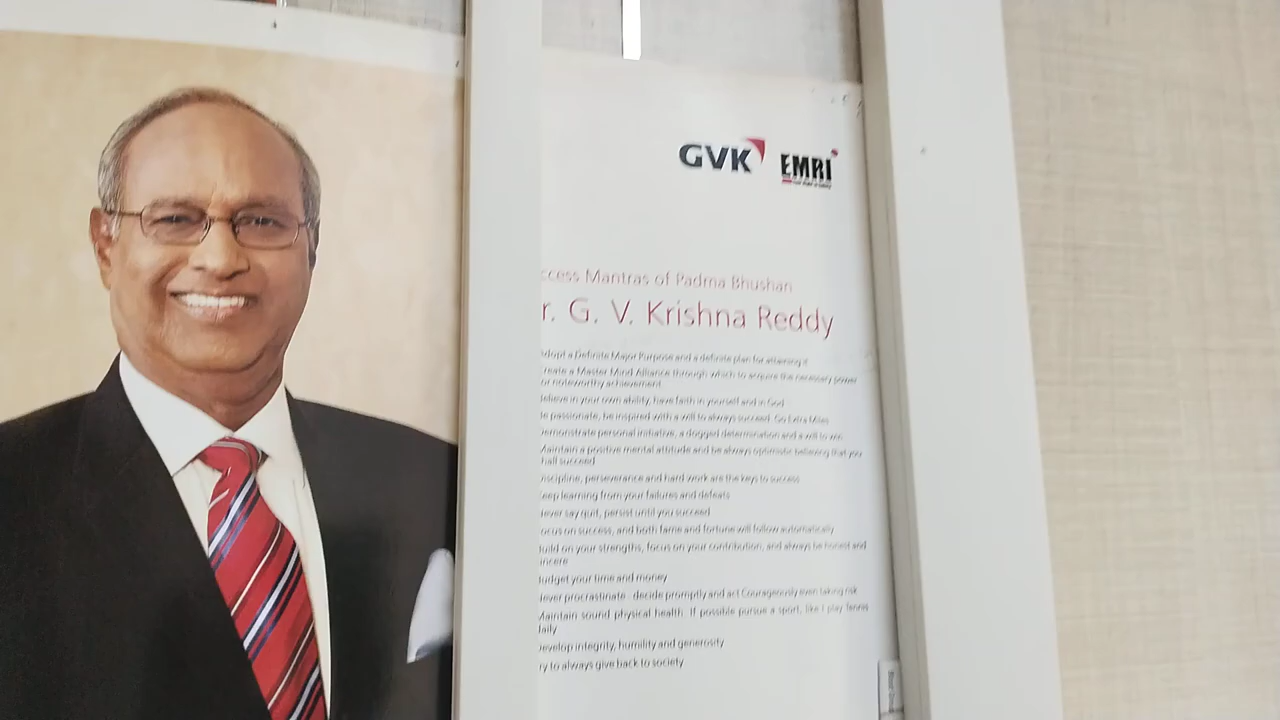 GVK EMRI
ccess Mantras of Padma Bhushan
r. G. V. Krishna Reddy
dopt a Definite Major Purpose and a definite plan for attaining it
reate a Master Mind Alliance through which to acquire the necessary power
or noteworthy achievement
elieve in your own ability, have faith in yourself and in God
e passionate, be inspired with a will to always succeed. Go Extra Miles
emonstrate personal initiative, a dogged determination and a will to win
aintain a positive mental attitude and be always optimistic believing that you
hall succeed
iscipline, perseverance and hard work are the keys to success
eep learning from your failures and defeats
ever say quit, persist until you succeed
ocus on success, and both fame and fortune will follow automatically
uild on your strengths, focus on your contribution, and always be honest and
incere
udget your time and money
ever procrastinate - decide promptly and act Courageously even taking risk
Maintain sound physical health. If possible pursue a sport, like I play Tennis
daily
evelop integrity, humility and generosity
ry to always give back to society